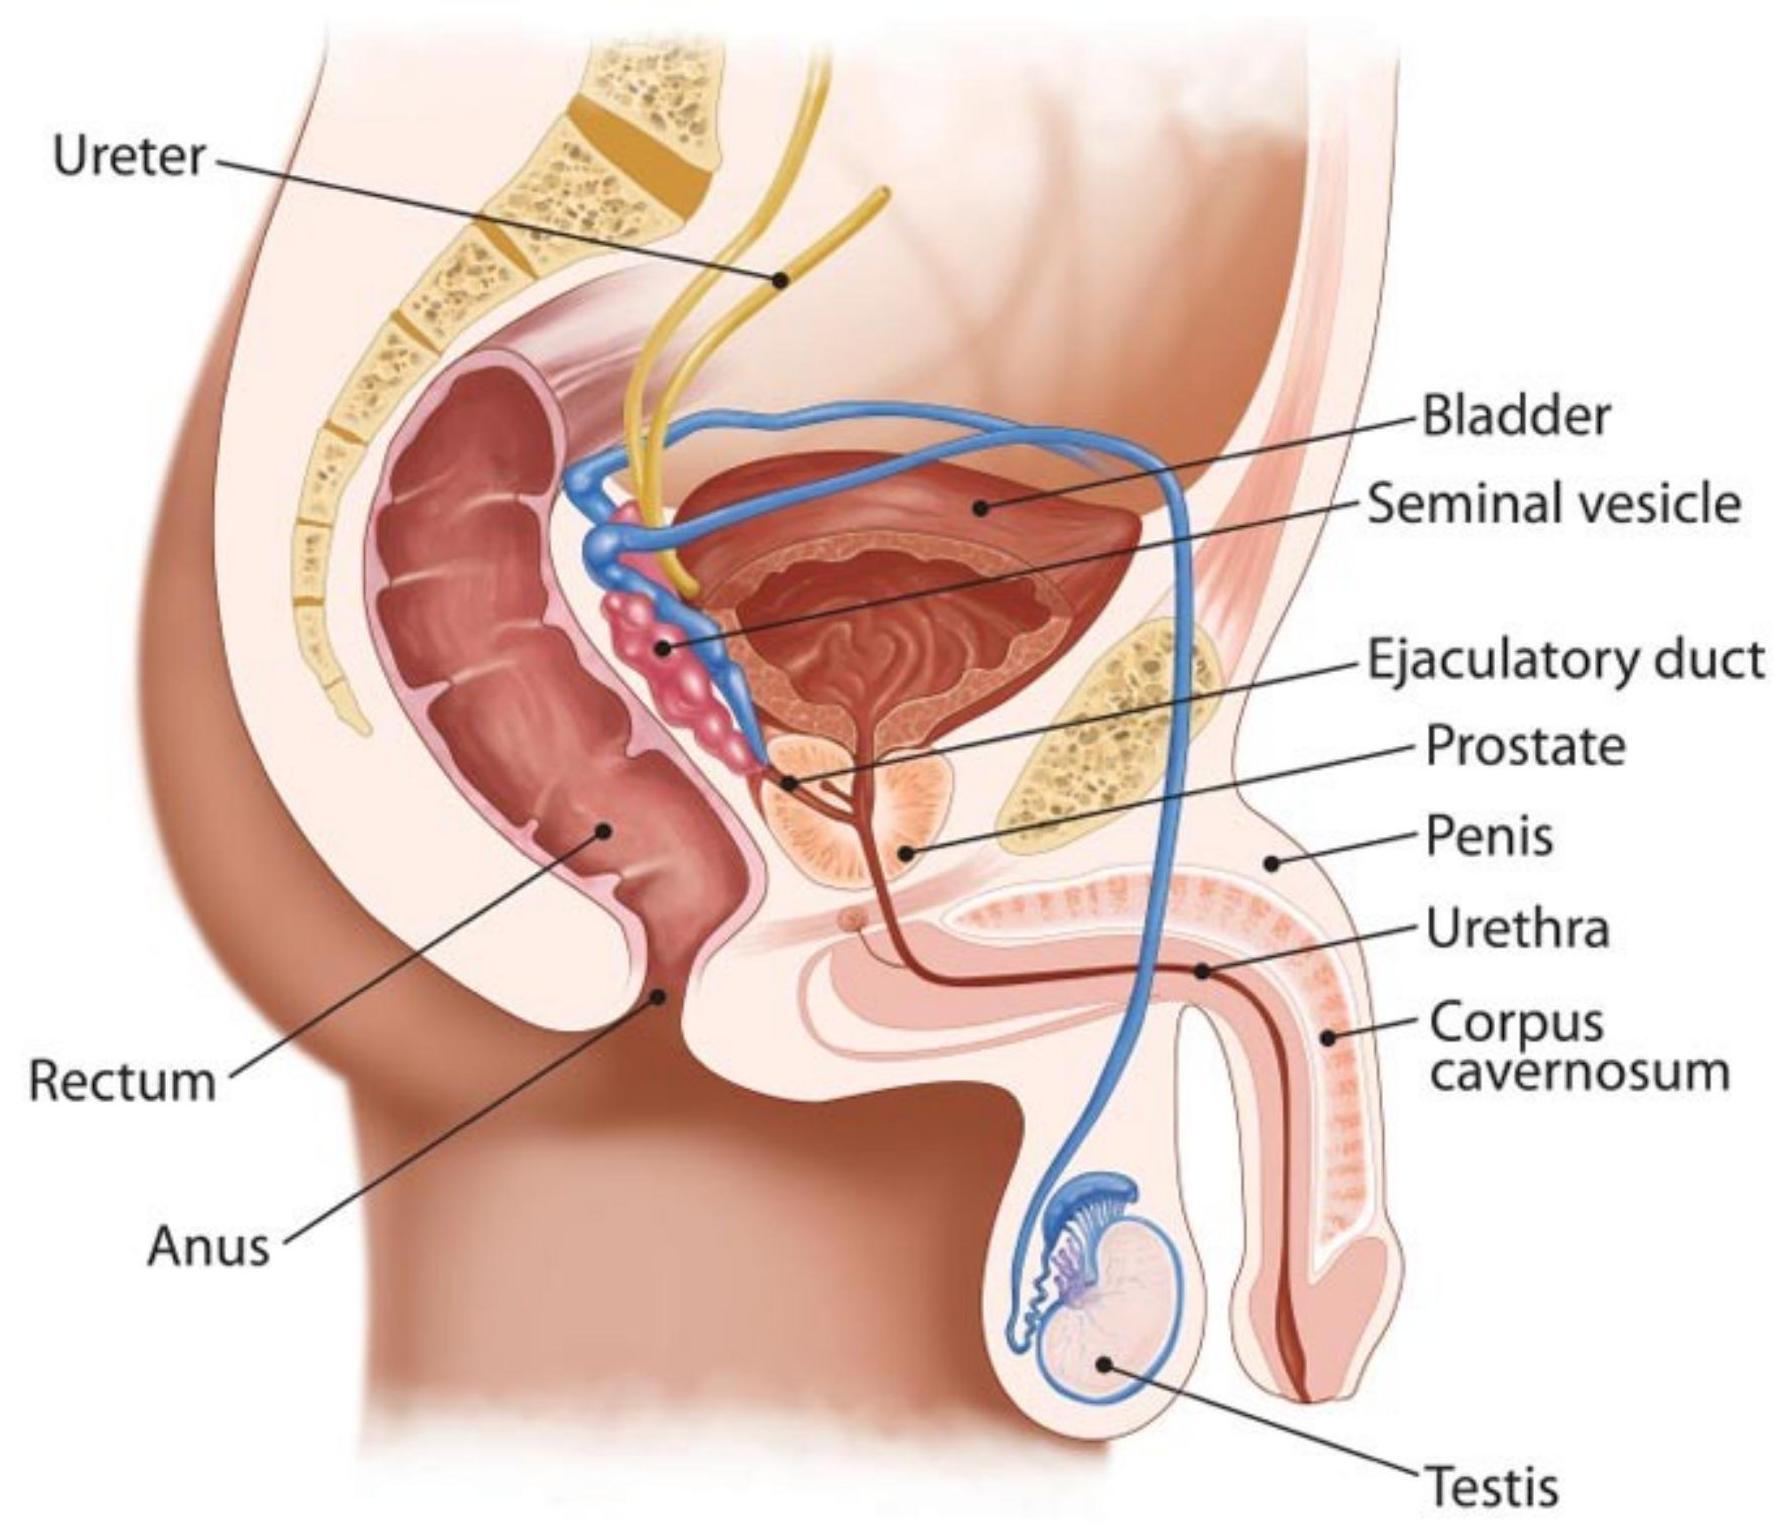 Ureter
Bladder
Seminal vesicle
Ejaculatory duct
Prostate
Penis
Urethra
Corpus
cavernosum
Rectum
Anus
Testis